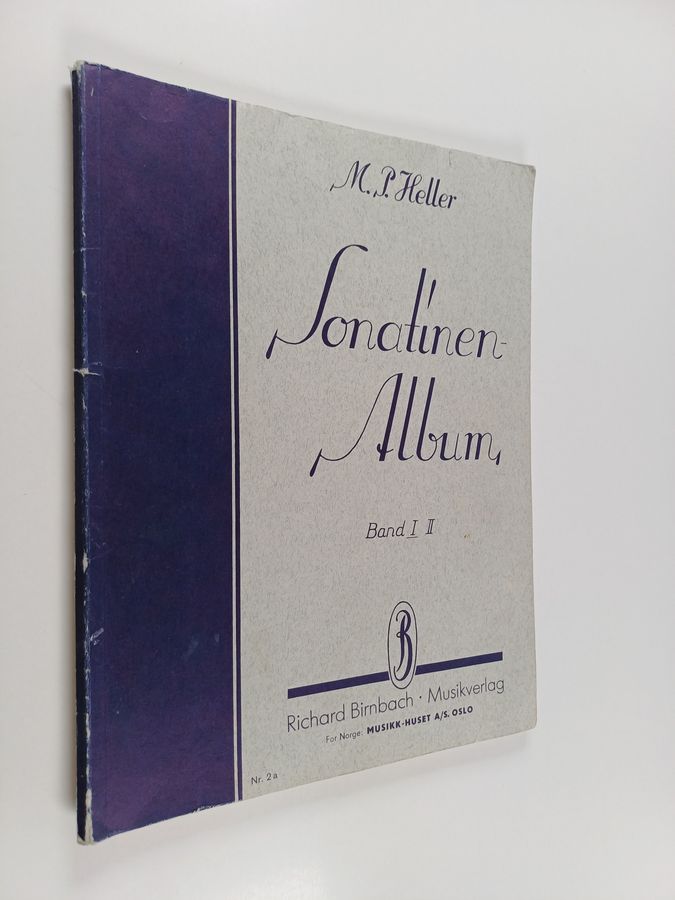 M. P. Heller
Sonatinen-
Album
Band I II
B
Richard Birnbach · Musikverlag
For Norge: MUSIKK-HUSET A/S. OSLO
Nr. 2a